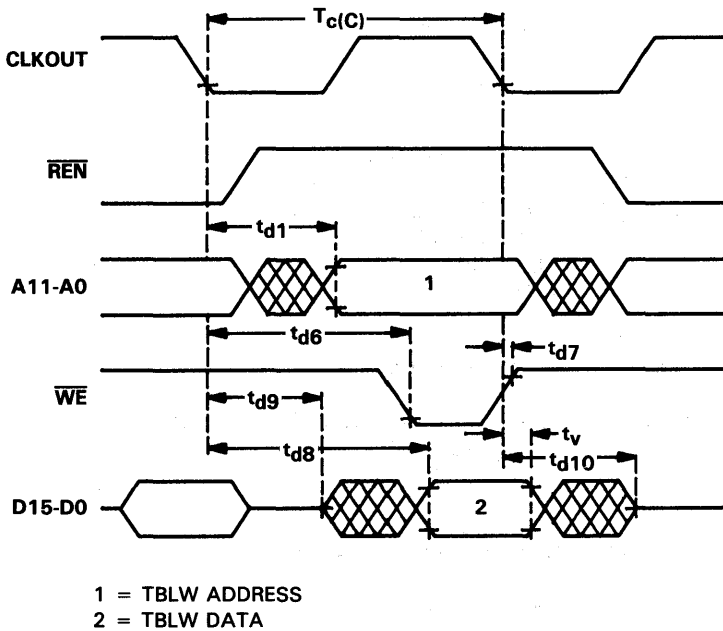 T c(C)
CLKOUT
REN
td1
A11-A0
1
td6
td7
WE
td9
tv
td8
td10
D15-D0
2
1 = TBLW ADDRESS
2 = TBLW DATA